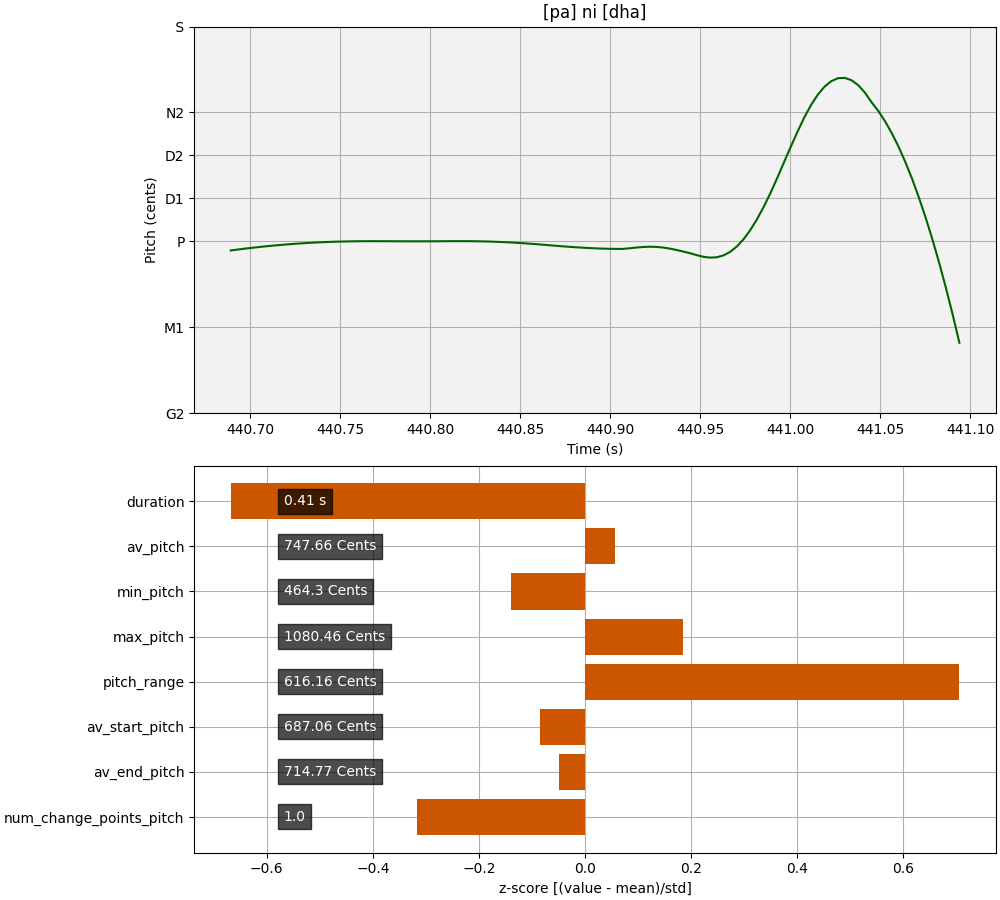 [pa] ni [dha]
S
N2
D2
D1
P
M1
G2
Pitch (cents)
440.70 440.75 440.80 440.85 440.90 440.95 441.00 441.05 441.10
Time (s)
duration 0.41 s
av_pitch 747.66 Cents
min_pitch 464.3 Cents
max_pitch 1080.46 Cents
pitch_range 616.16 Cents
av_start_pitch 687.06 Cents
av_end_pitch 714.77 Cents
num_change_points_pitch 1.0
−0.6 −0.4 −0.2 0.0 0.2 0.4 0.6
z-score [(value - mean)/std]